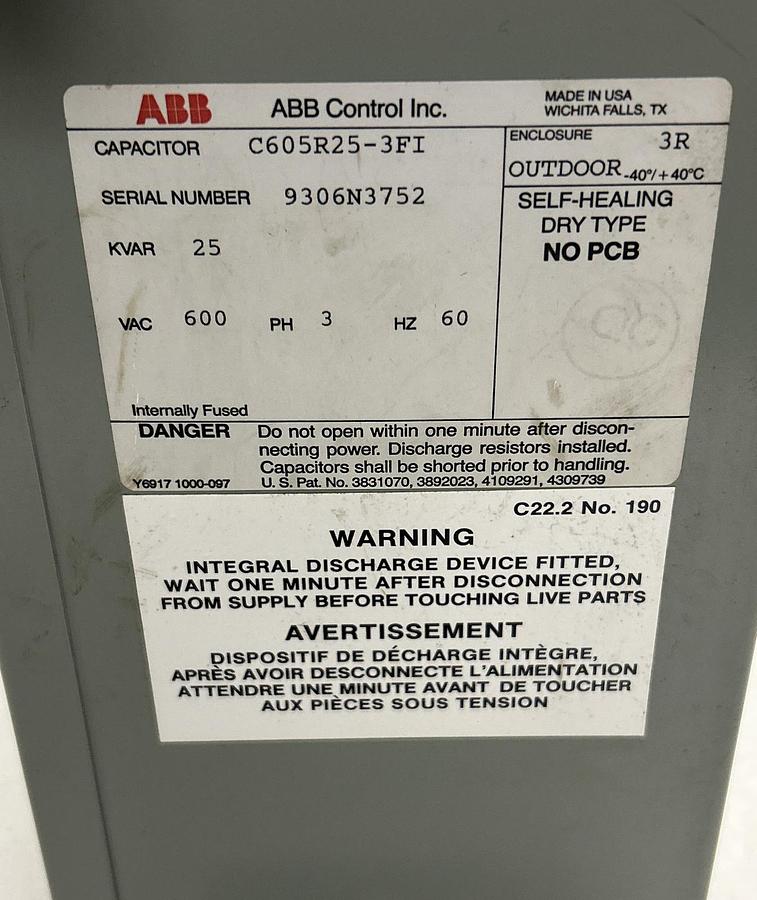 ABB ABB Control Inc. MADE IN USA
WICHITA FALLS, TX
CAPACITOR C605R25-3FI
SERIAL NUMBER 9306N3752
KVAR 25
VAC 600 PH 3 HZ 60
Internally Fused
ENCLOSURE 3R
OUTDOOR -40°/+40°C
SELF-HEALING
DRY TYPE
NO PCB
DANGER Do not open within one minute after discon-
necting power. Discharge resistors installed.
Capacitors shall be shorted prior to handling.
Y6917 1000-097 U. S. Pat. No. 3831070, 3892023, 4109291, 4309739
C22.2 No. 190
WARNING
INTEGRAL DISCHARGE DEVICE FITTED,
WAIT ONE MINUTE AFTER DISCONNECTION
FROM SUPPLY BEFORE TOUCHING LIVE PARTS
AVERTISSEMENT
DISPOSITIF DE DÉCHARGE INTÈGRE,
APRÈS AVOIR DESCONNECTE L'ALIMENTATION
ATTENDRE UNE MINUTE AVANT DE TOUCHER
AUX PIÈCES SOUS TENSION